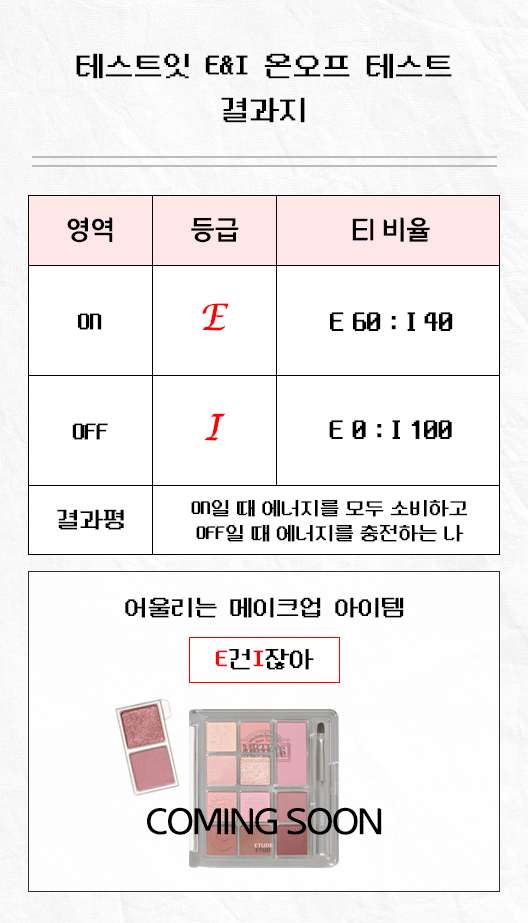 테스트잇 E&I 온오프 테스트
결과지
영역 등급 EI 비율
ON E E 60 : I 40
OFF I E 0 : I 100
결과평 ON일 때 에너지를 모두 소비하고
OFF일 때 에너지를 충전하는 나
어울리는 메이크업 아이템
E건I잖아
COMING SOON
ETUDE